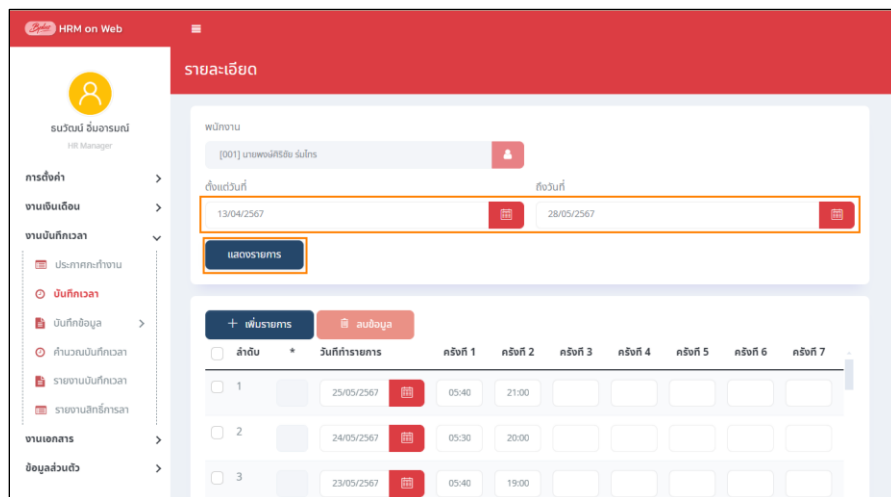 Bplus HRM on Web
รายละเอียด
ธนวัฒน์ อิ่มอารมณ์
HR Manager
การตั้งค่า
งานเงินเดือน
งานบันทึกเวลา
ประกาศกะทำงาน
บันทึกเวลา
บันทึกข้อมูล
คำนวณบันทึกเวลา
รายงานบันทึกเวลา
รายงานสิทธิ์การลา
งานเอกสาร
ข้อมูลส่วนตัว
พนักงาน
[001] นายพงษ์ศิริชัย ร่มไทร
ตั้งแต่วันที่ ถึงวันที่
13/04/2567 28/05/2567
แสดงรายการ
+ เพิ่มรายการ ลบข้อมูล
ลำดับ * วันที่ทำรายการ ครั้งที่ 1 ครั้งที่ 2 ครั้งที่ 3 ครั้งที่ 4 ครั้งที่ 5 ครั้งที่ 6 ครั้งที่ 7
1 25/05/2567 05:40 21:00
2 24/05/2567 05:30 20:00
3 23/05/2567 05:40 19:00